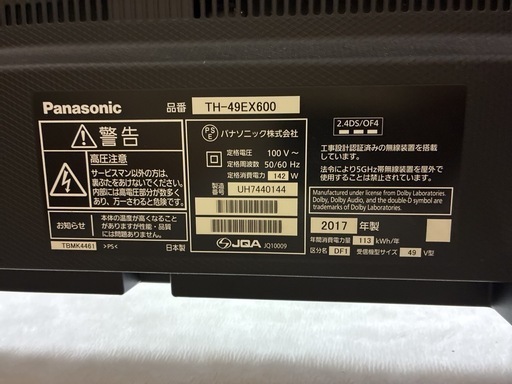 Panasonic
品番 TH-49EX600
警告
高圧注意
サービスマン以外の方は、
裏ぶたをあけないでください。
内部には高電圧部分が数多く
あり、万一さわると危険です。
お知らせ
本体の温度が高くなること
がありますが、性能・品質
には問題ありません。
TBMK4461 >PS< 日本製
PS E パナソニック株式会社
定格電圧 100 V~
定格周波数 50/60 Hz
定格消費電力 142 W
製造番号 UH7440144
JQA JQ10009
2.4DS/OF4
工事設計認証済みの無線装置を搭載
しています。
法令により5GHz帯無線装置を屋外で
使用することは禁止されています。
Manufactured under license from Dolby Laboratories.
Dolby, Dolby Audio, and the double-D symbol are
trademarks of Dolby Laboratories.
2017 年製
年間消費電力量 113 kWh/年
区分名 DF1 受信機型サイズ 49 V型